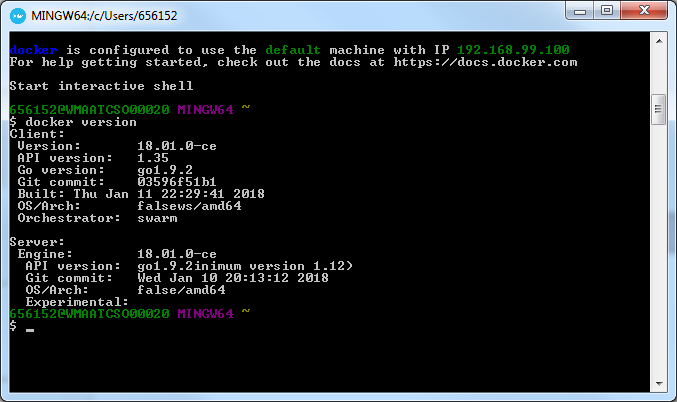 MINGW64:/c/Users/656152
docker is configured to use the default machine with IP 192.168.99.100
For help getting started, check out the docs at https://docs.docker.com
Start interactive shell
656152@WMAATCSO00020 MINGW64 ~
$ docker version
Client:
 Version:       18.01.0-ce
 API version:   1.35
 Go version:    go1.9.2
 Git commit:    03596f51b1
 Built: Thu Jan 11 22:29:41 2018
 OS/Arch:       falsews/amd64
 Orchestrator:  swarm
Server:
 Engine:        18.01.0-ce
  API version:  go1.9.2inimum version 1.12)
  Git commit:   Wed Jan 10 20:13:12 2018
  OS/Arch:      false/amd64
  Experimental:
656152@WMAATCSO00020 MINGW64 ~
$ _